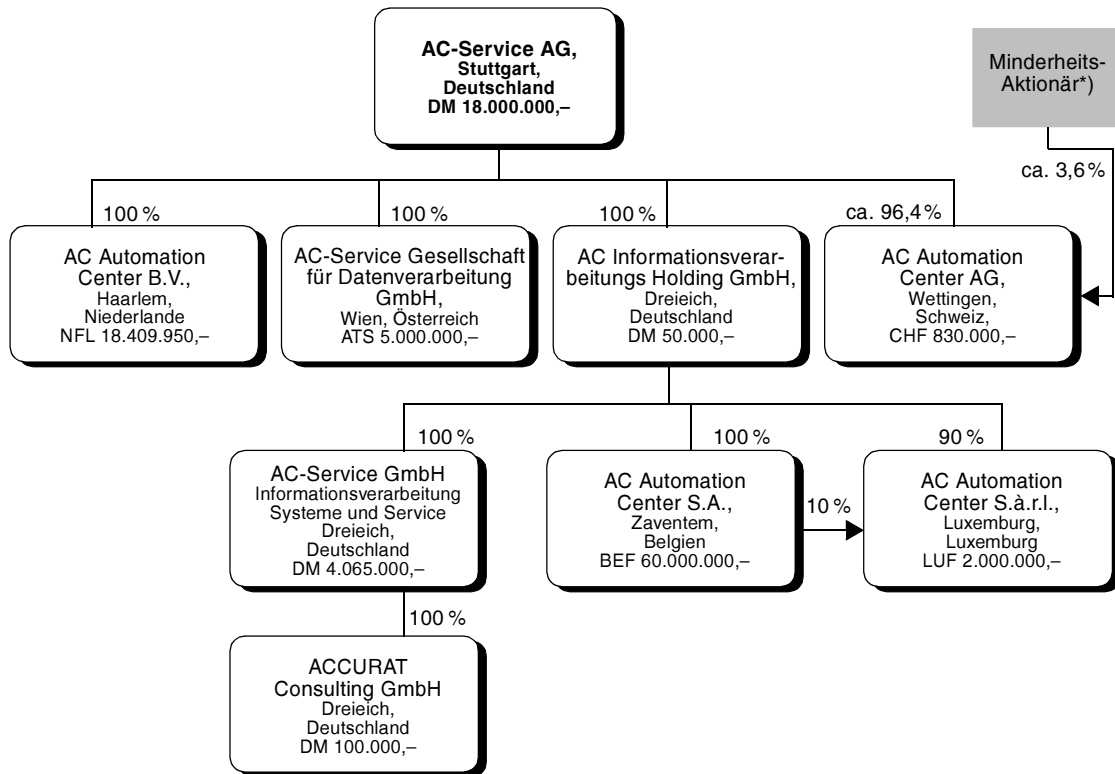 AC-Service AG,
Stuttgart,
Deutschland
DM 18.000.000,–
Minderheits-
Aktionär*)
ca. 3,6 %
100 %
100 %
100 %
ca. 96,4 %
AC Automation
Center B.V.,
Haarlem,
Niederlande
NFL 18.409.950,–
AC-Service Gesellschaft
für Datenverarbeitung
GmbH,
Wien, Österreich
ATS 5.000.000,–
AC Informationsverar-
beitungs Holding GmbH,
Dreieich,
Deutschland
DM 50.000,–
AC Automation
Center AG,
Wettingen,
Schweiz,
CHF 830.000,–
100 %
100 %
90 %
AC-Service GmbH
Informationsverarbeitung
Systeme und Service
Dreieich,
Deutschland
DM 4.065.000,–
AC Automation
Center S.A.,
Zaventem,
Belgien
BEF 60.000.000,–
10 %
AC Automation
Center S.à.r.l.,
Luxemburg,
Luxemburg
LUF 2.000.000,–
100 %
ACCURAT
Consulting GmbH
Dreieich,
Deutschland
DM 100.000,–